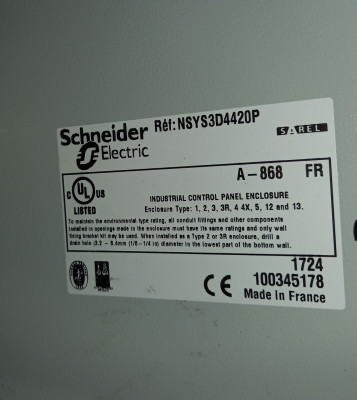 Schneider
Electric
Réf: NSYS3D4420P
SAREL
A-868 FR
C UL US
LISTED
INDUSTRIAL CONTROL PANEL ENCLOSURE
Enclosure Type: 1, 2, 3, 3R, 4 4X, 5, 12 and 13.
To maintain the environmental type rating, all conduit fittings and other components
installed in openings made in the enclosure must have its same ratings and only wall
fixing bracket kit may be used. When installed as a Type 2 or 3R enclosure, drill a
drain hole (3.2 - 6.4mm (1/8-1/4 in) diameter in the lowest part of the bottom wall.
1724
CE 100345178
Made in France